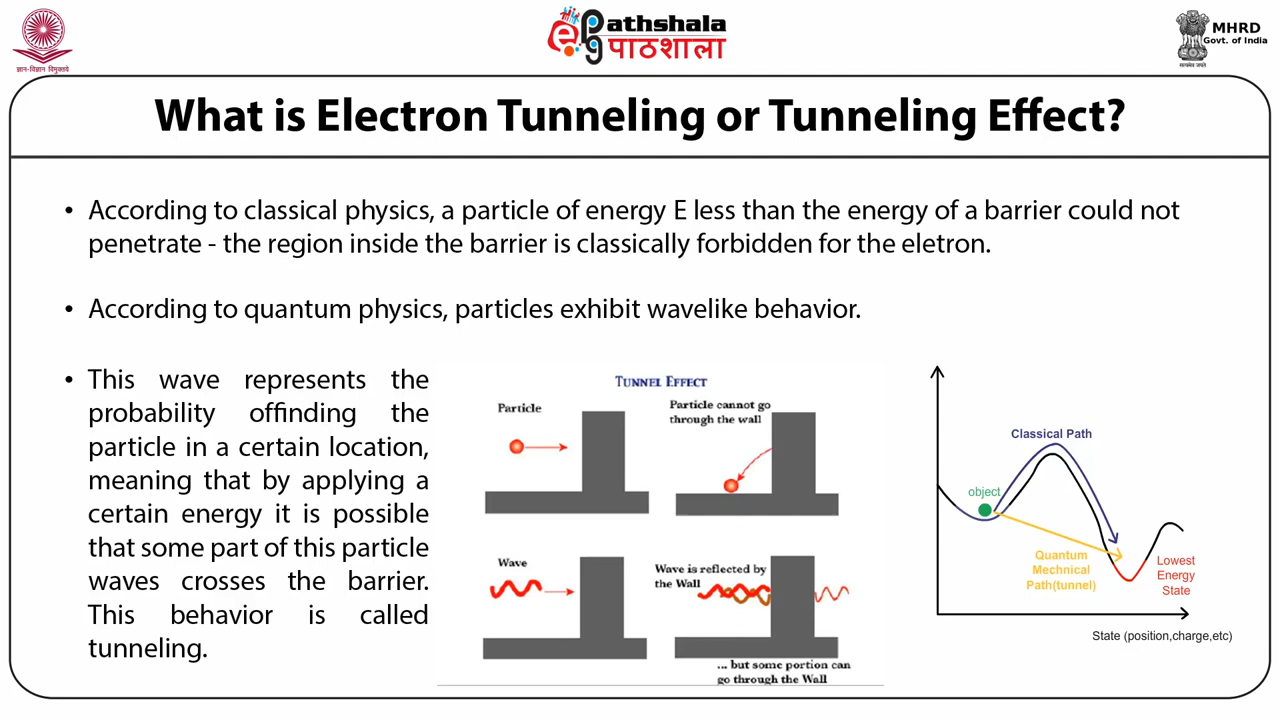 ज्ञान-विज्ञान विमुक्तये
ePathshala
पाठशाला
MHRD
Govt. of India
सत्यमेव जयते
What is Electron Tunneling or Tunneling Effect?
• According to classical physics, a particle of energy E less than the energy of a barrier could not
penetrate - the region inside the barrier is classically forbidden for the eletron.
• According to quantum physics, particles exhibit wavelike behavior.
• This wave represents the
probability offinding the
particle in a certain location,
meaning that by applying a
certain energy it is possible
that some part of this particle
waves crosses the barrier.
This behavior is called
tunneling.
TUNNEL EFFECT
Particle
Particle cannot go
through the wall
Wave
Wave is reflected by
the Wall
... but some portion can
go through the Wall
Classical Path
object
Quantum
Mechnical
Path(tunnel)
Lowest
Energy
State
State (position,charge,etc)